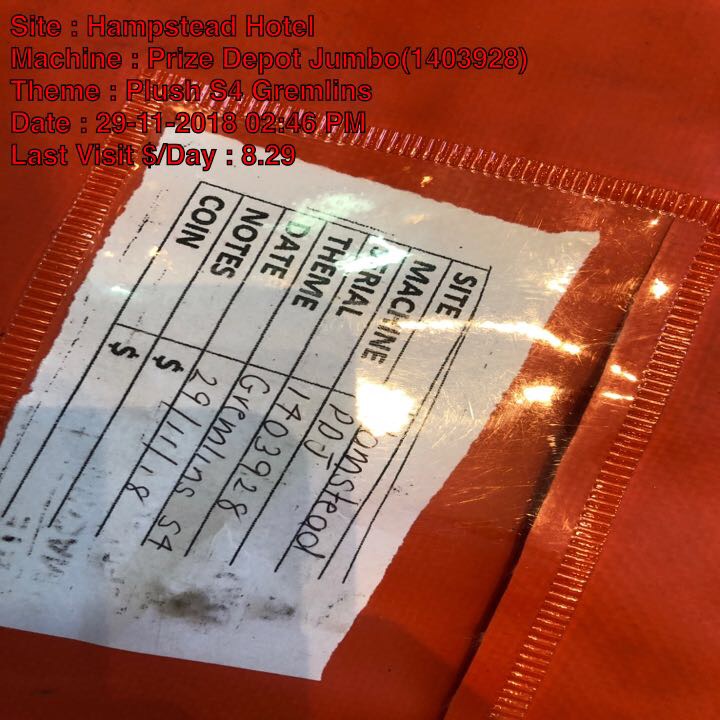 Site : Hampstead Hotel
Machine : Prize Depot Jumbo(1403928)
Theme : Plush S4 Gremlins
Date : 29-11-2018 02:46 PM
Last Visit $/Day : 8.29
SITE Hampstead
MACHINE PDJ
SERIAL 1703928
THEME Gremlins S4
DATE 29/11/18
NOTES $
COIN $